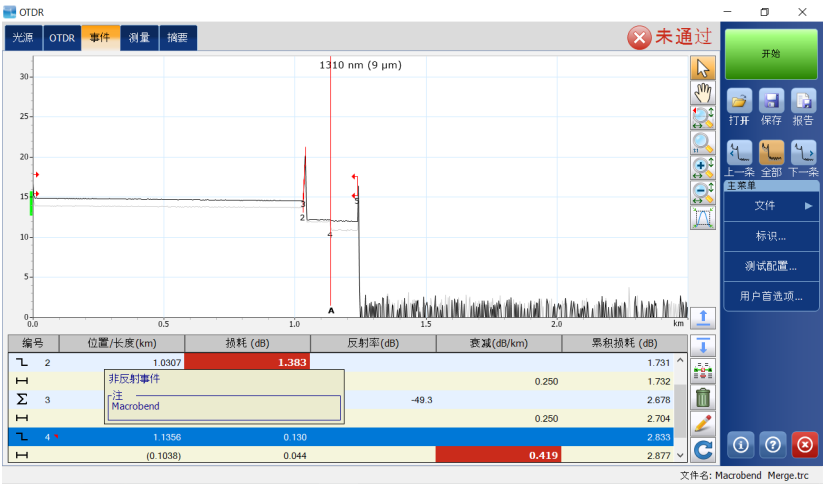 OTDR
光源 OTDR 事件 测量 摘要
未通过
1310 nm (9 µm)
30
25
20
15
10
5
0
0.0 0.5 1.0 1.5 2.0 km
2
3
4
5
A
编号 位置/长度(km) 损耗 (dB) 反射率(dB) 衰减(dB/km) 累积损耗 (dB)
2 1.0307 1.383 1.731
0.250 1.732
3 -49.3 2.678
0.250 2.704
4 * 1.1356 0.130 2.833
(0.1038) 0.044 0.419 2.877
非反射事件
注
Macrobend
开始
打开 保存 报告
上一条 全部 下一条
主菜单
文件
标识...
测试配置...
用户首选项...
文件名: Macrobend Merge.trc